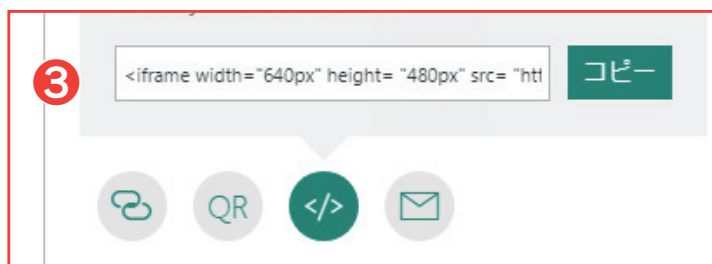 3
<iframe width="640px" height= "480px" src= "htt
コピー
QR
</>